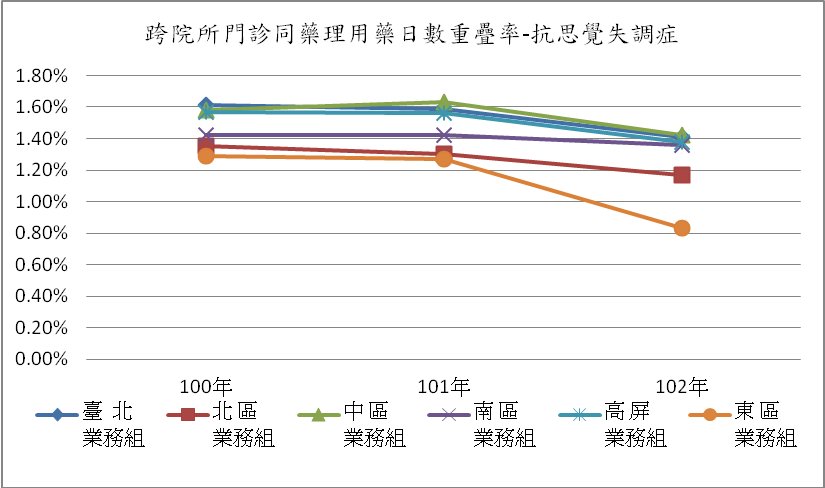 跨院所門診同藥理用藥日數重疊率-抗思覺失調症
1.80%
1.60%
1.40%
1.20%
1.00%
0.80%
0.60%
0.40%
0.20%
0.00%
100年 101年 102年
臺 北 北區 中區 南區 高屏 東區
業務組 業務組 業務組 業務組 業務組 業務組